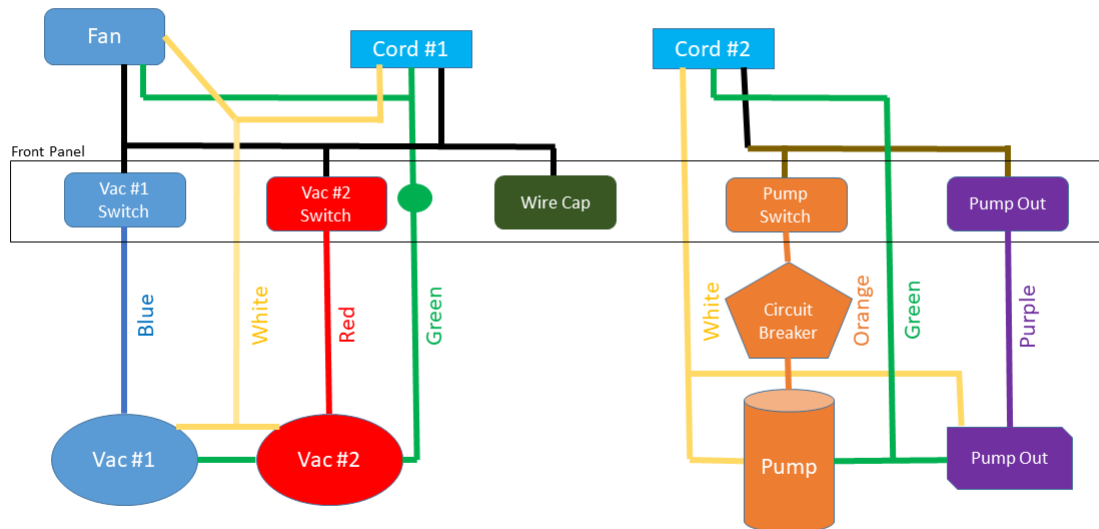 Fan
Cord #1
Cord #2
Front Panel
Vac #1
Switch
Vac #2
Switch
Wire Cap
Pump
Switch
Pump Out
Blue
White
Red
Green
White
Circuit
Breaker
Orange
Green
Purple
Vac #1
Vac #2
Pump
Pump Out